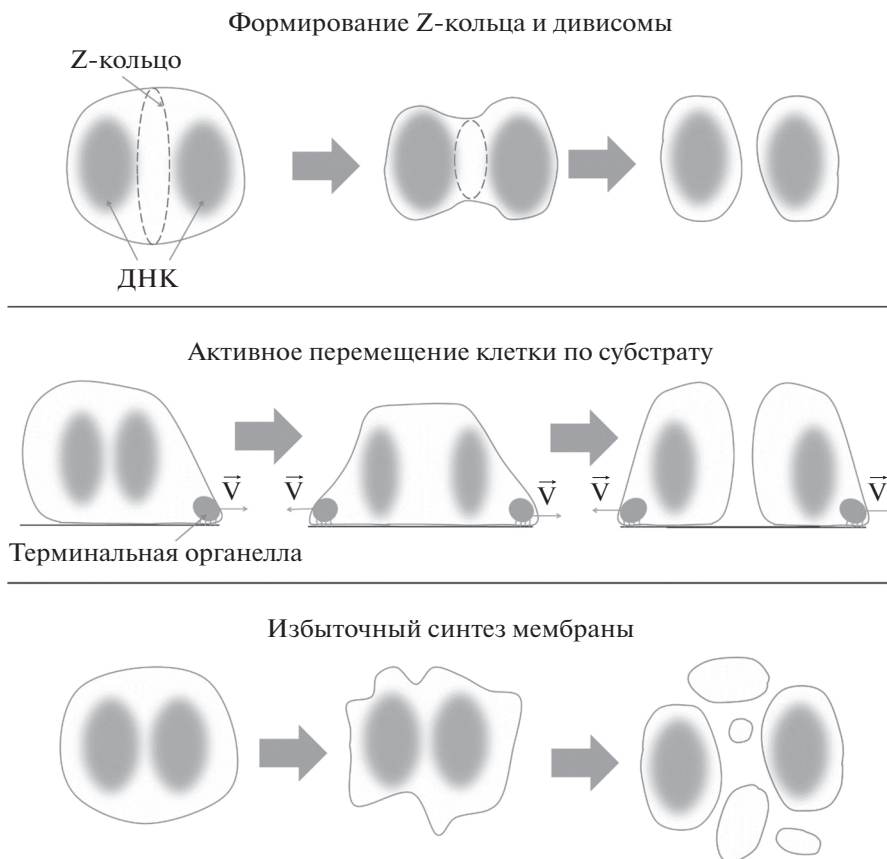 Формирование Z-кольца и дивисомы
Z-кольцо
ДНК
Активное перемещение клетки по субстрату
V
V
V
V
V
Терминальная органелла
Избыточный синтез мембраны